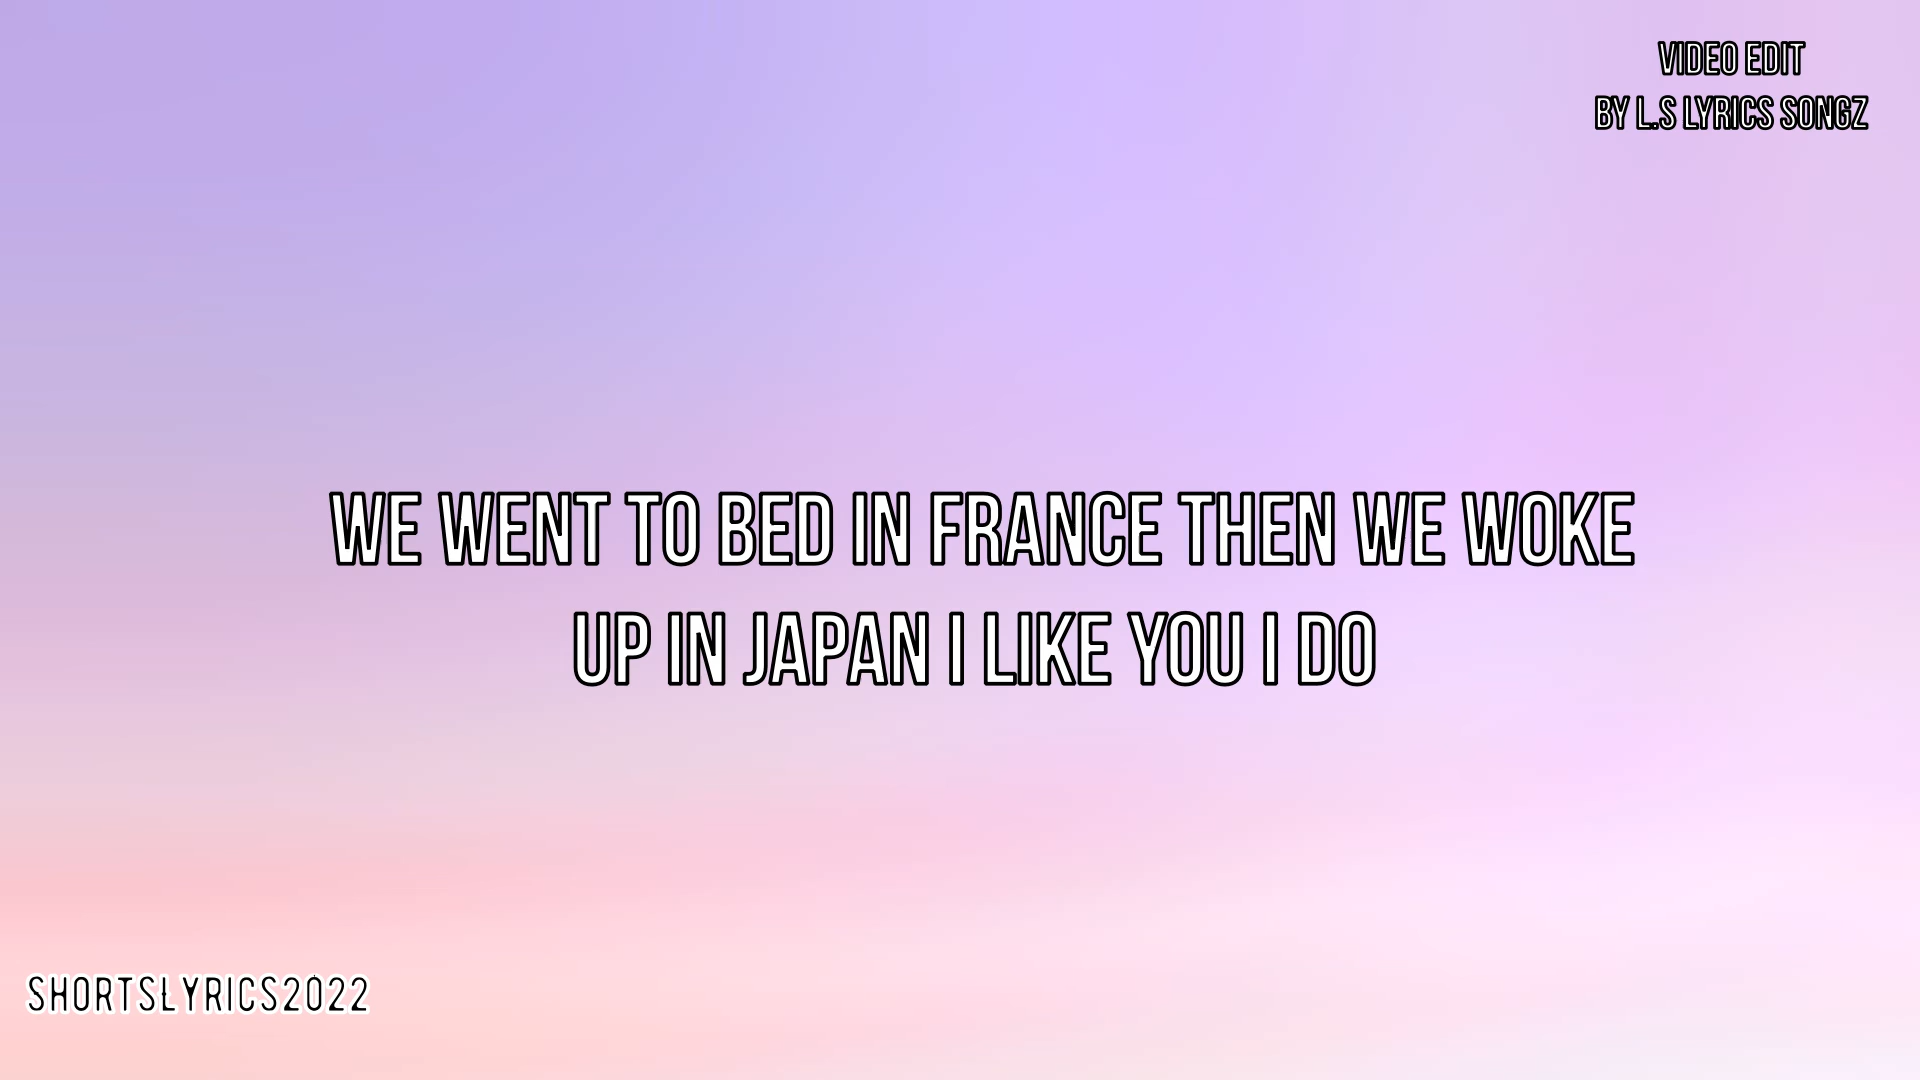 VIDEO EDIT
BY L.S LYRICS SONGZ
WE WENT TO BED IN FRANCE THEN WE WOKE
UP IN JAPAN I LIKE YOU I DO
SHORTSLYRICS2022